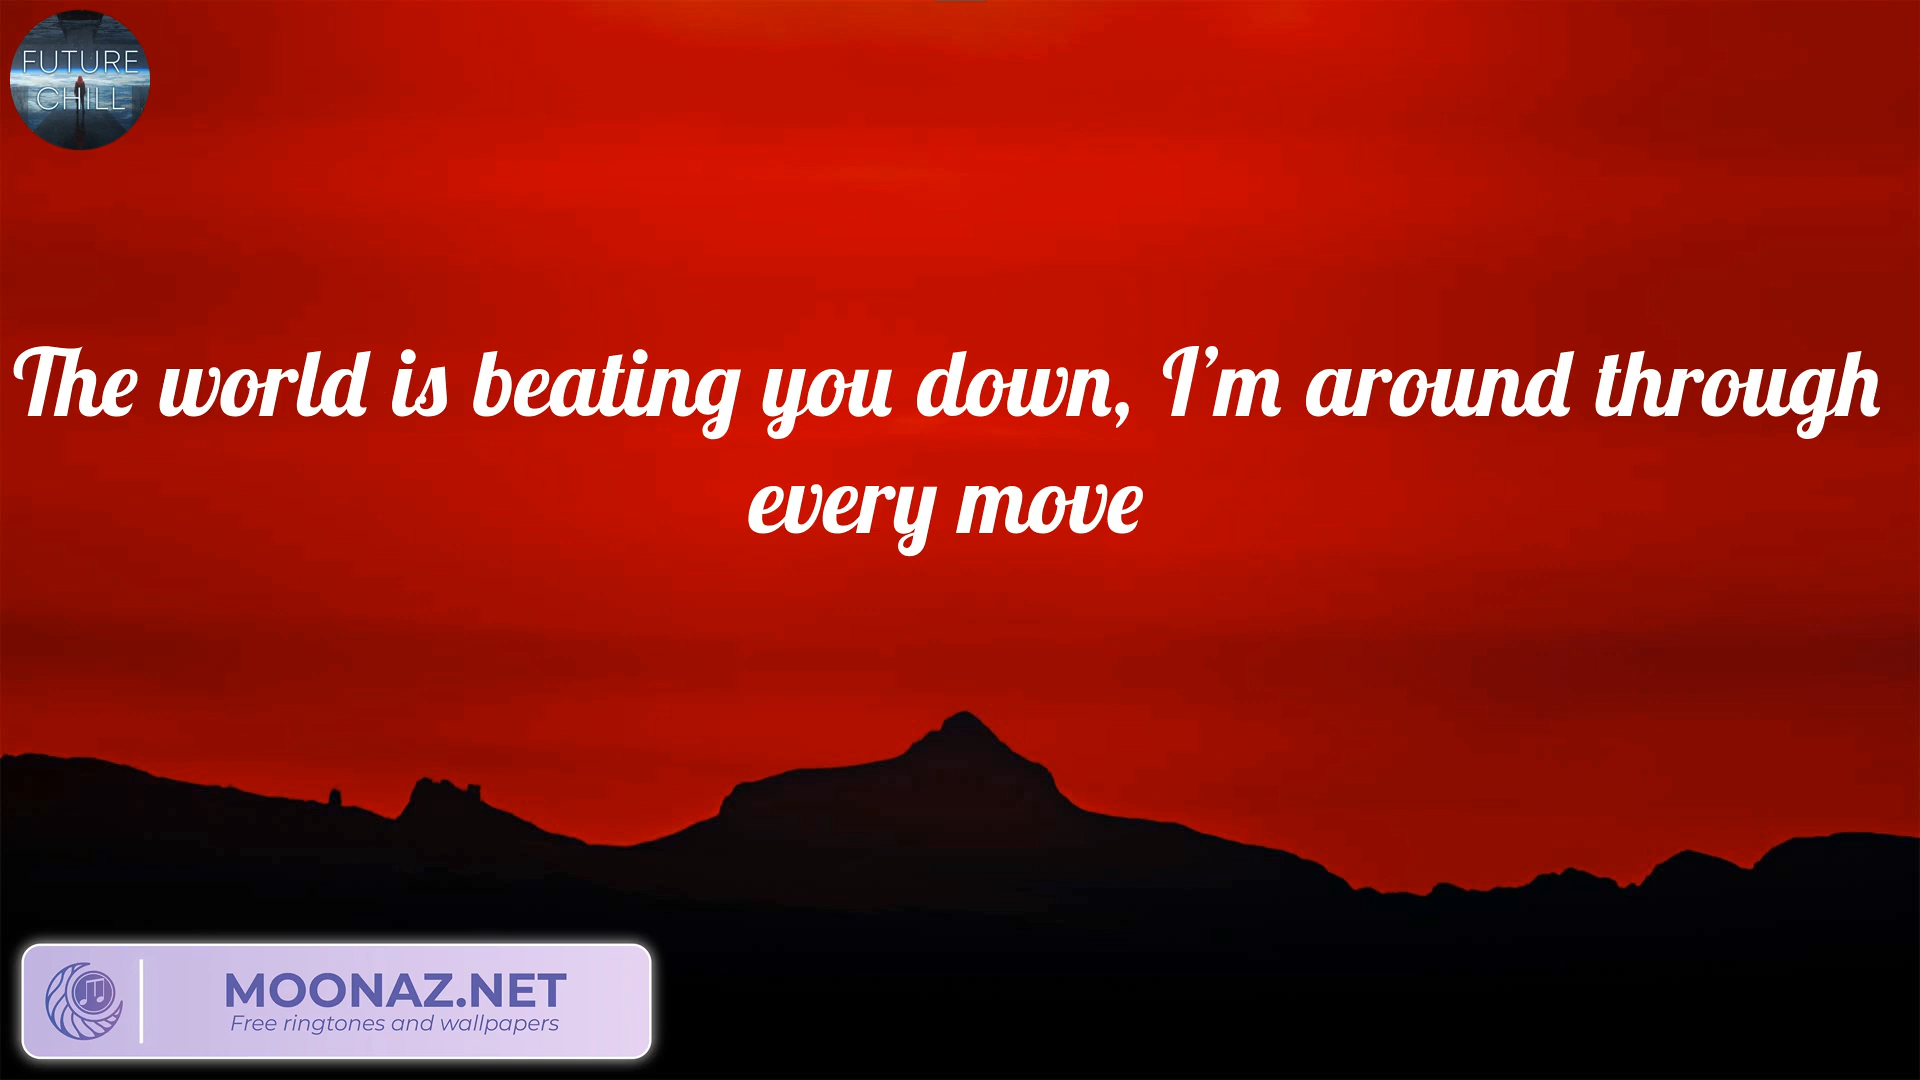 FUTURE
CHILL
The world is beating you down, I'm around through
every move
MOONAZ.NET
Free ringtones and wallpapers